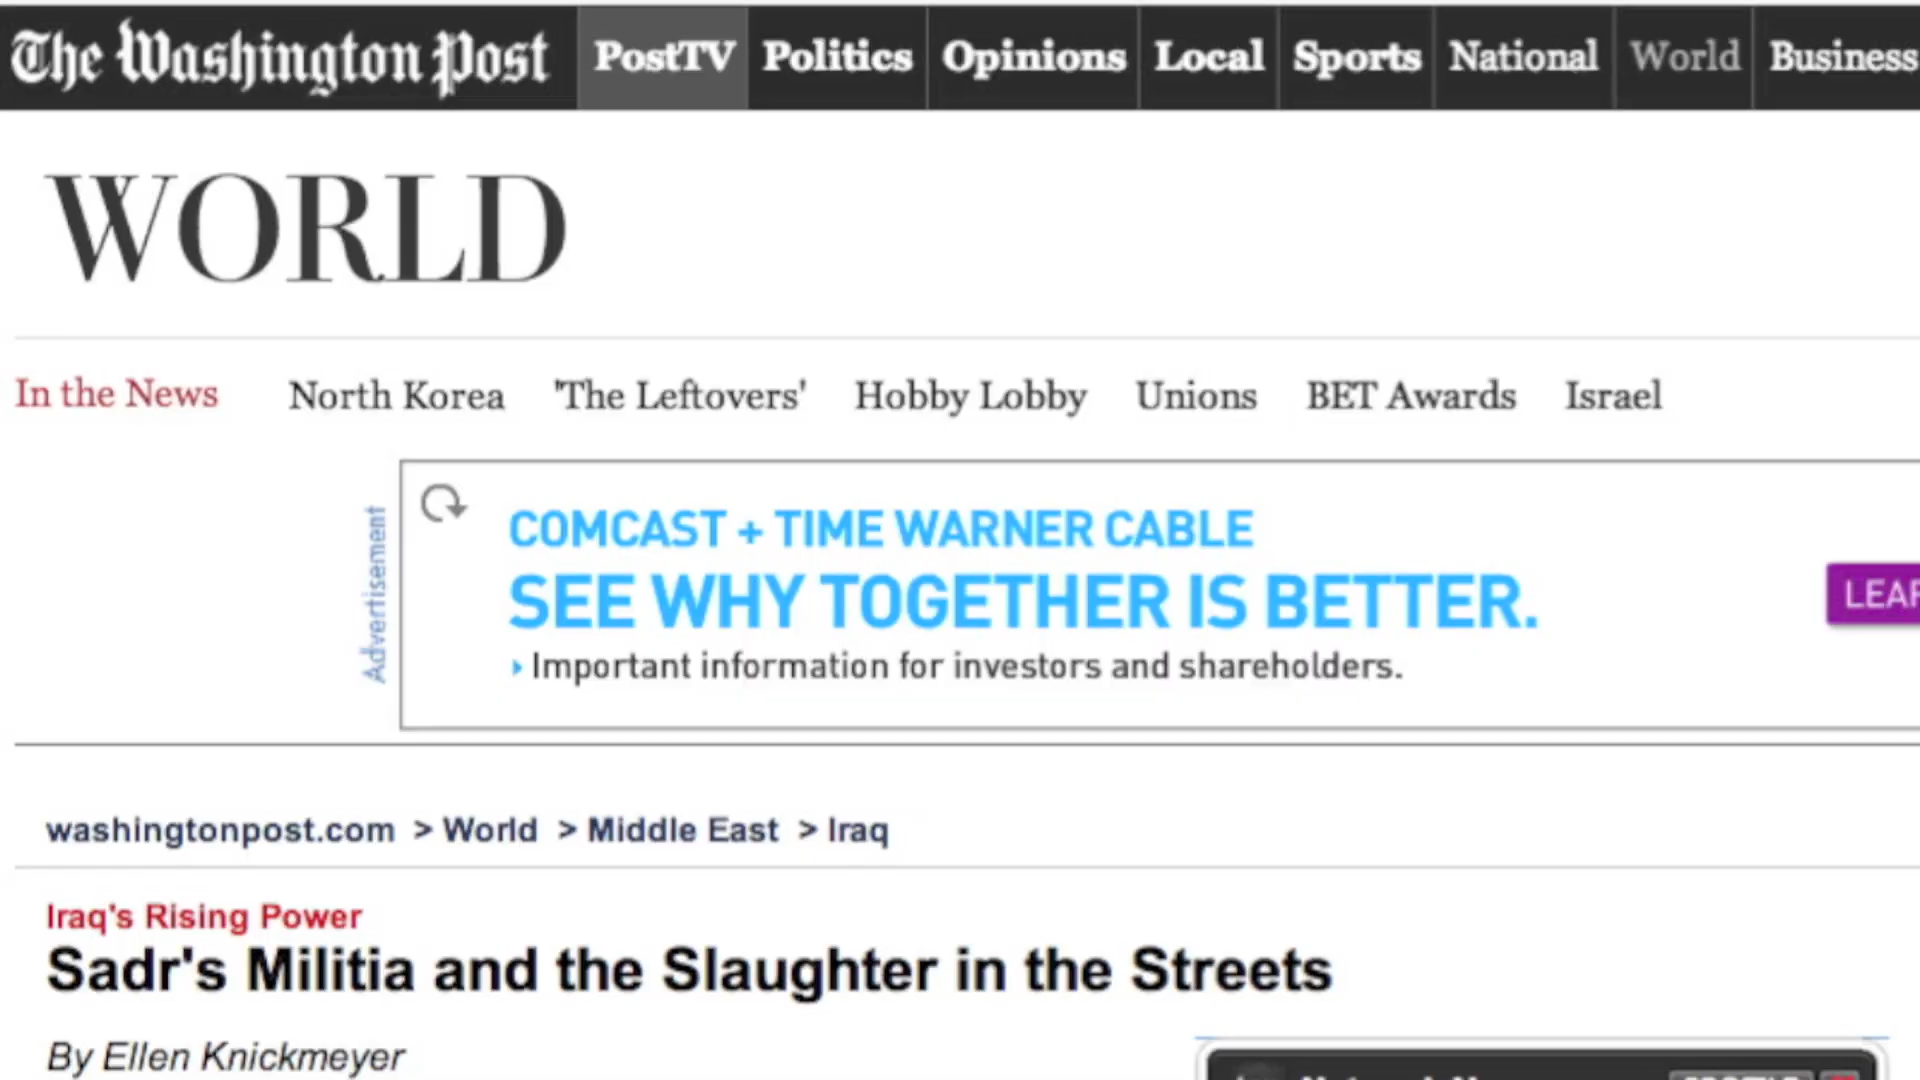 The Washington Post PostTV Politics Opinions Local Sports National World Business
WORLD
In the News North Korea 'The Leftovers' Hobby Lobby Unions BET Awards Israel
Advertisement
COMCAST + TIME WARNER CABLE
SEE WHY TOGETHER IS BETTER.
Important information for investors and shareholders.
washingtonpost.com > World > Middle East > Iraq
Iraq's Rising Power
Sadr's Militia and the Slaughter in the Streets
By Ellen Knickmeyer